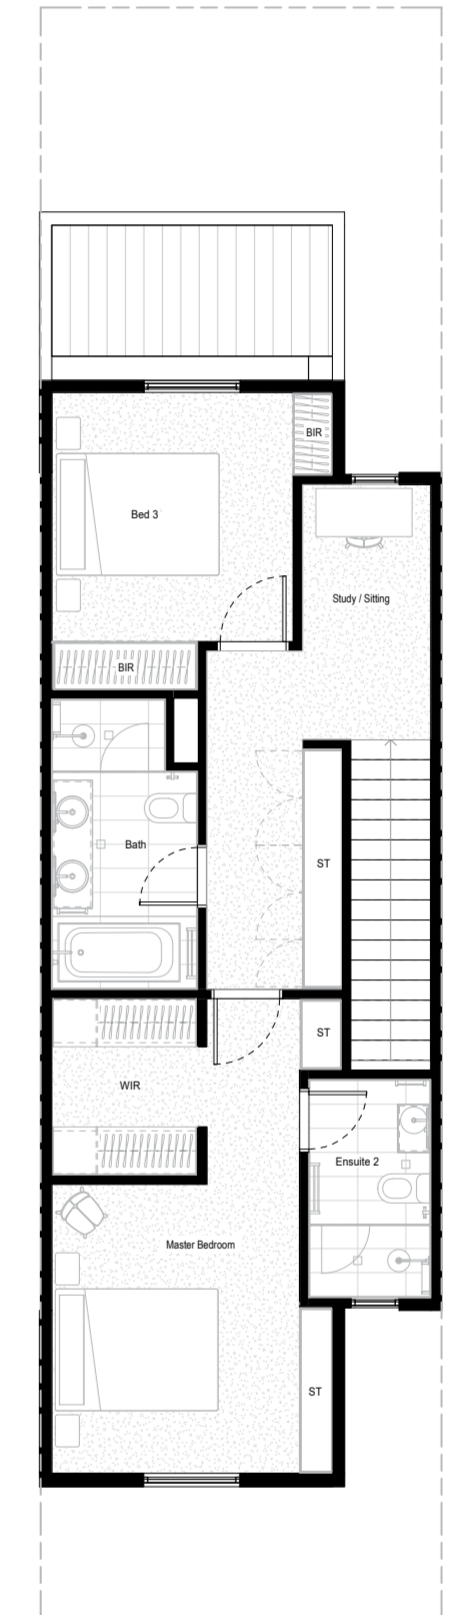 BIR
Bed 3
Study / Sitting
BIR
Bath
ST
ST
WIR
Ensuite 2
Master Bedroom
ST